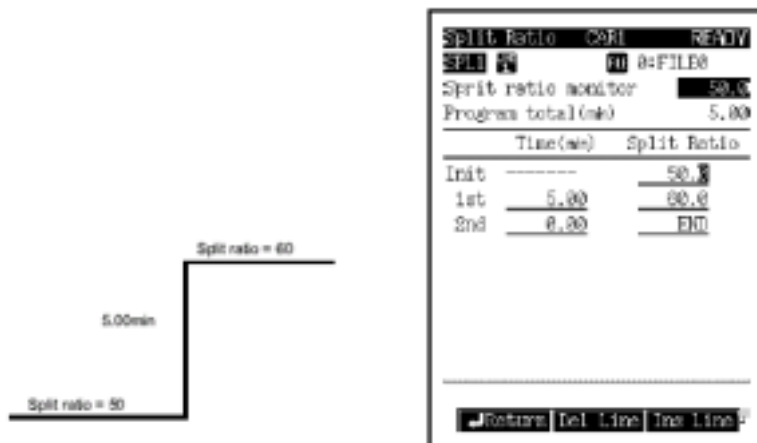 Split ratio = 60
5.00min
Split ratio = 50
Split Ratio CAR1 READY
SPL1 0:FILE0
Sprit ratio monitor 50.0
Program total(min) 5.00
Time(min) Split Ratio
Init ------- 50.
1st 5.00 60.0
2nd 0.00 END
Return Del Line Ins Line